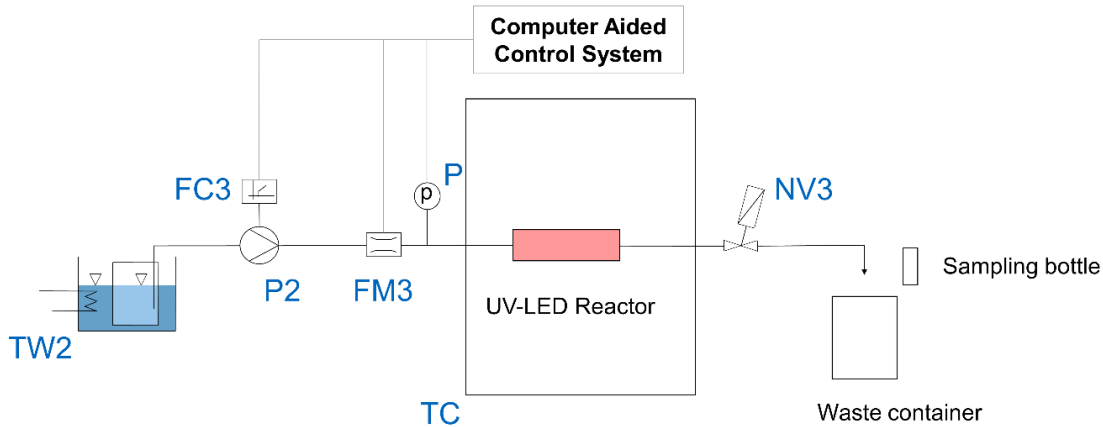 Computer Aided
Control System
FC3
P
p
NV3
P2
FM3
UV-LED Reactor
Sampling bottle
TW2
TC
Waste container